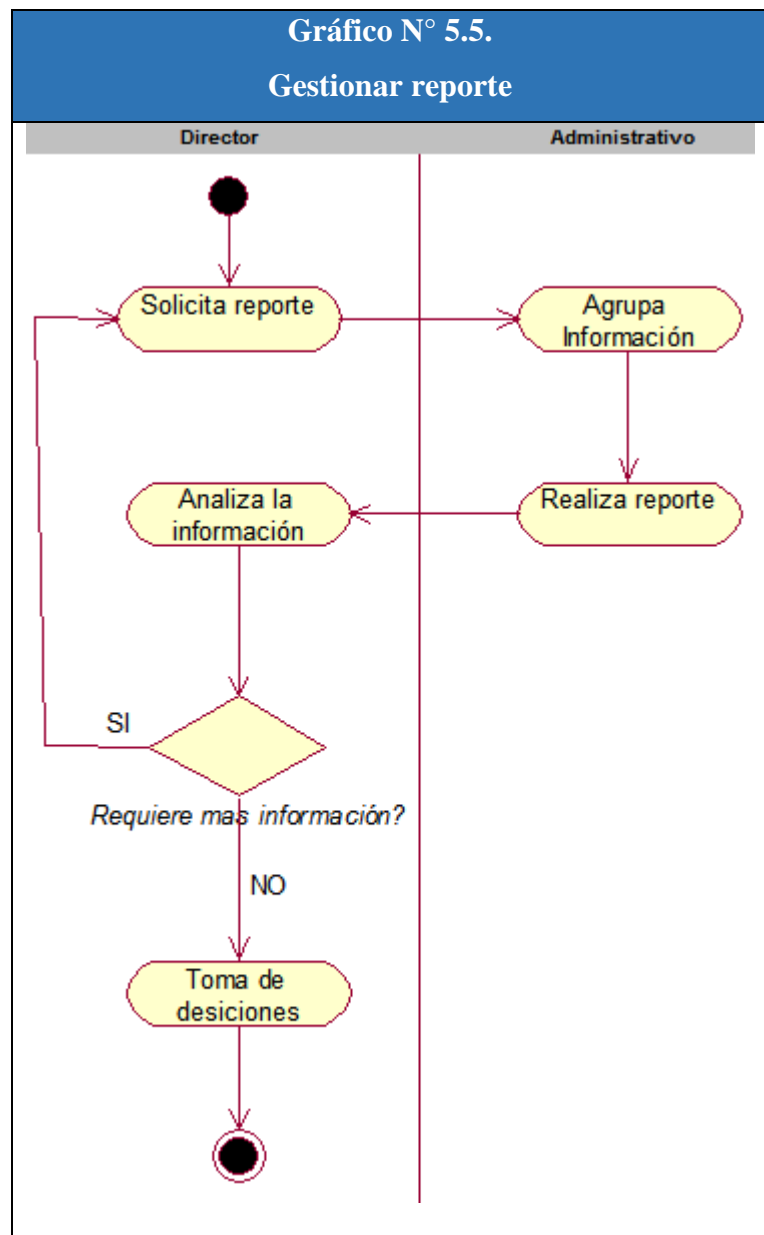 Gráfico N° 5.5.
Gestionar reporte
Director
Administrativo
Solicita reporte
Agrupa
Información
Analiza la
información
Realiza reporte
SI
Requiere mas información?
NO
Toma de
desiciones